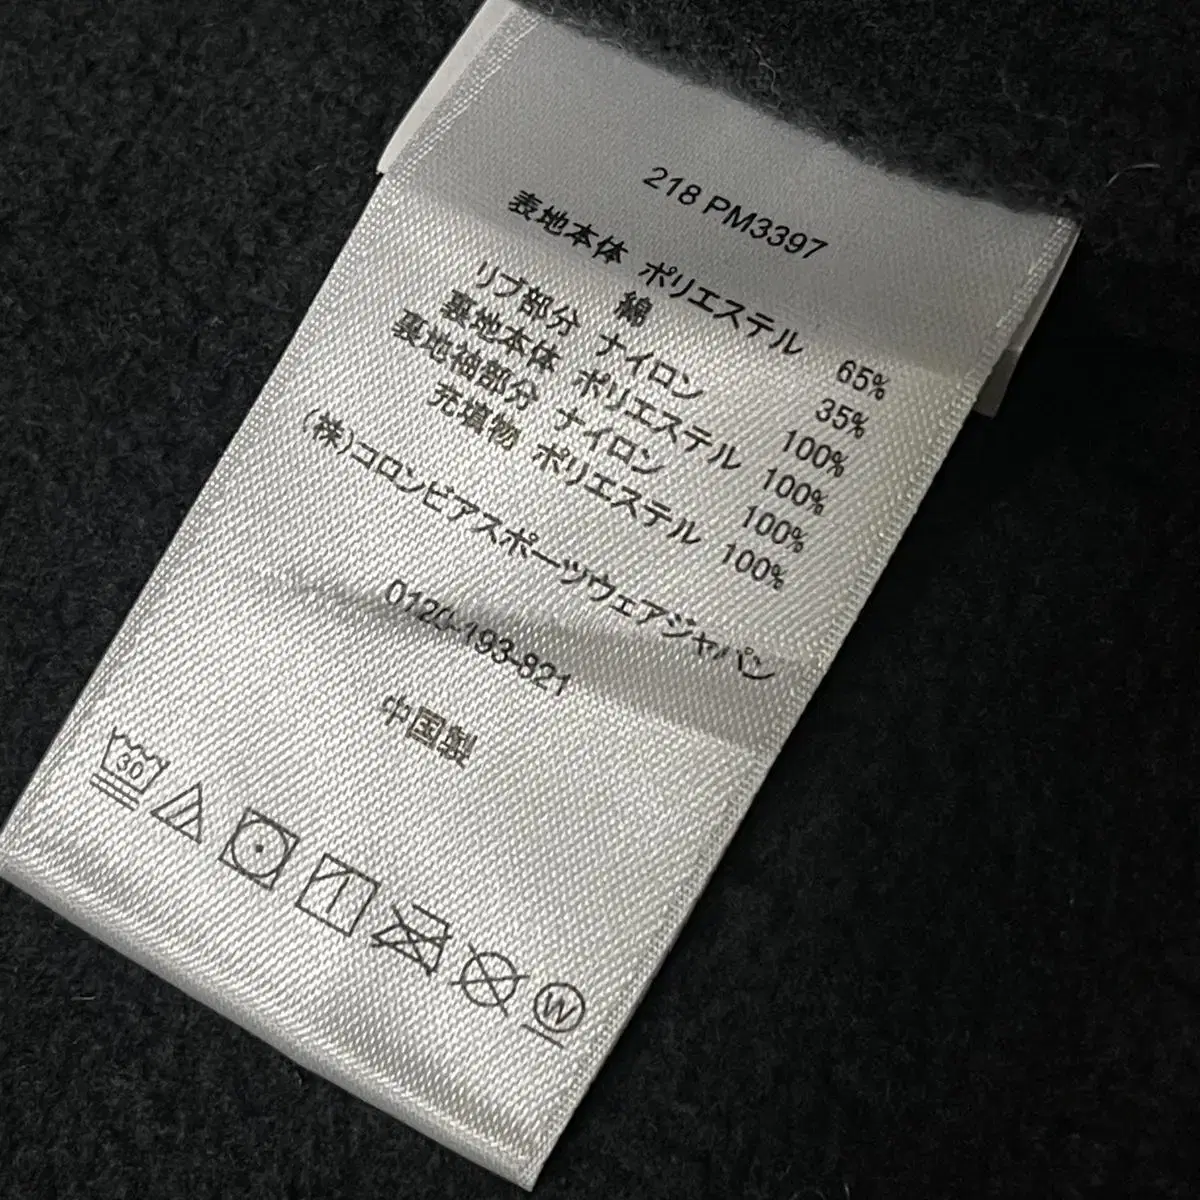 218 PM3397
表地本体 ポリエステル 65%
綿 35%
リブ部分 ナイロン 100%
裏地本体 ポリエステル 100%
裏地袖部分 ナイロン 100%
充填物 ポリエステル 100%
(株)コロンビアスポーツウェアジャパン
0120-193-821
中国製
30
W